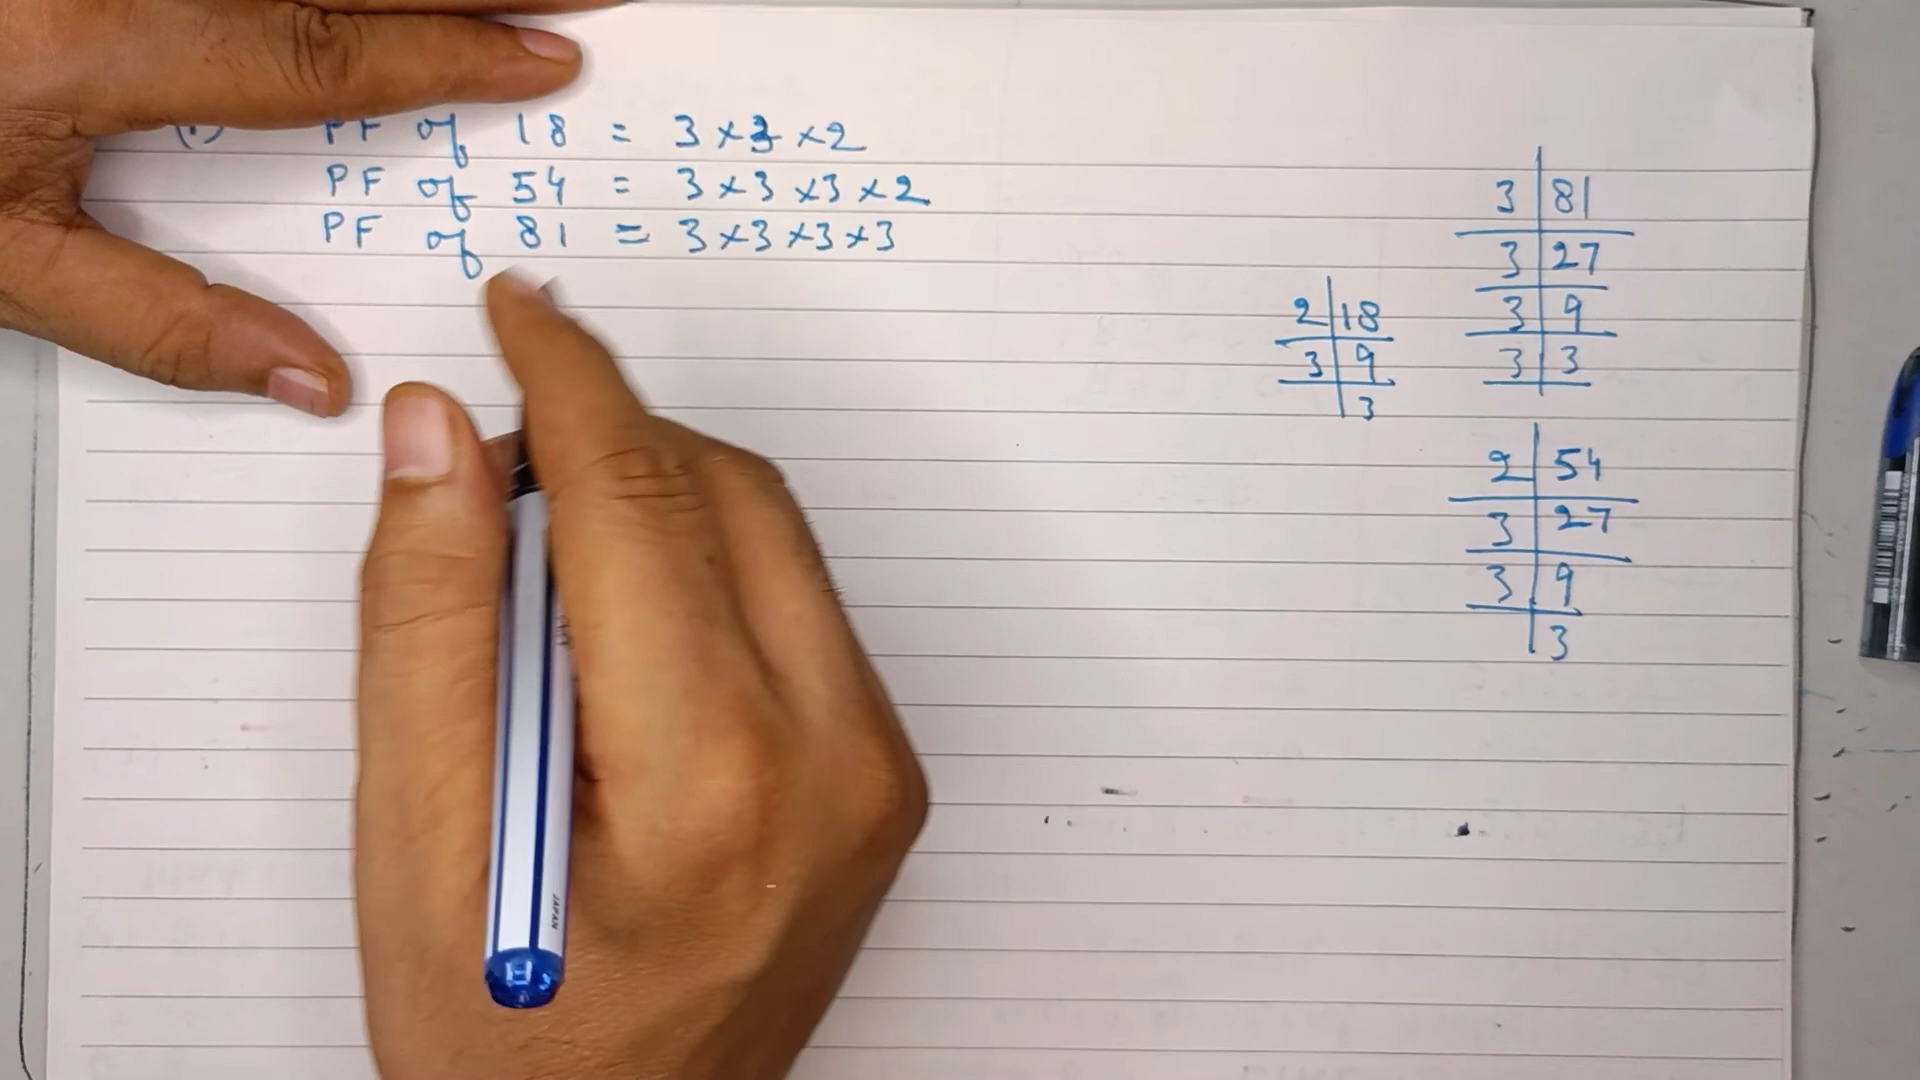 (1) PF of 18 = 3 × 3 × 2
PF of 54 = 3 × 3 × 3 × 2
PF of 81 = 3 × 3 × 3 × 3
3 | 81
3 | 27
3 | 9
3 | 3
2 | 18
3 | 9
| 3
2 | 54
3 | 27
3 | 9
| 3
JAPAN